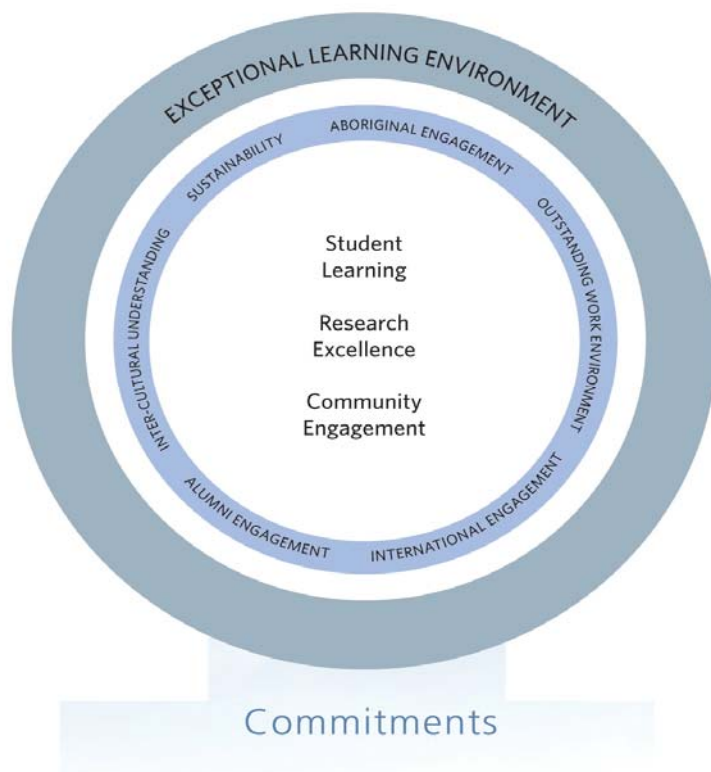 EXCEPTIONAL LEARNING ENVIRONMENT
SUSTAINABILITY
ABORIGINAL ENGAGEMENT
OUTSTANDING WORK ENVIRONMENT
INTERNATIONAL ENGAGEMENT
ALUMNI ENGAGEMENT
INTER-CULTURAL UNDERSTANDING
Student
Learning
Research
Excellence
Community
Engagement
Commitments